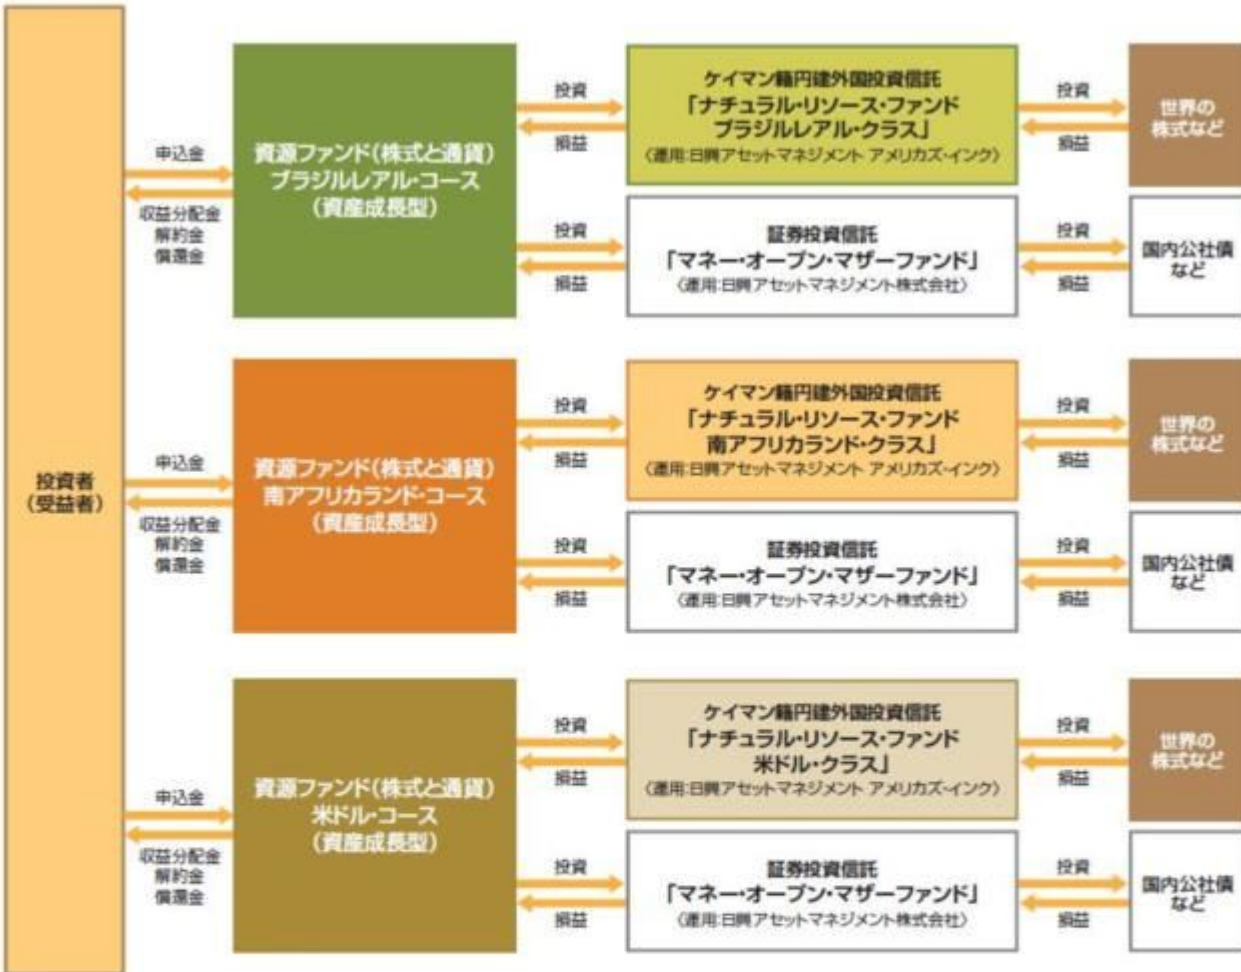 投資者
(受益者)
申込金
収益分配金
解約金
償還金
資源ファンド(株式と通貨)
ブラジルレアル・コース
(資産成長型)
投資
損益
ケイマン籍円建外国投資信託
「ナチュラル・リソース・ファンド
ブラジルレアル・クラス」
〈運用:日興アセットマネジメント アメリカズ・インク〉
投資
損益
世界の
株式など
投資
損益
証券投資信託
「マネー・オープン・マザーファンド」
〈運用:日興アセットマネジメント株式会社〉
投資
損益
国内公社債
など
申込金
収益分配金
解約金
償還金
資源ファンド(株式と通貨)
南アフリカランド・コース
(資産成長型)
投資
損益
ケイマン籍円建外国投資信託
「ナチュラル・リソース・ファンド
南アフリカランド・クラス」
〈運用:日興アセットマネジメント アメリカズ・インク〉
投資
損益
世界の
株式など
投資
損益
証券投資信託
「マネー・オープン・マザーファンド」
〈運用:日興アセットマネジメント株式会社〉
投資
損益
国内公社債
など
申込金
収益分配金
解約金
償還金
資源ファンド(株式と通貨)
米ドル・コース
(資産成長型)
投資
損益
ケイマン籍円建外国投資信託
「ナチュラル・リソース・ファンド
米ドル・クラス」
〈運用:日興アセットマネジメント アメリカズ・インク〉
投資
損益
世界の
株式など
投資
損益
証券投資信託
「マネー・オープン・マザーファンド」
〈運用:日興アセットマネジメント株式会社〉
投資
損益
国内公社債
など